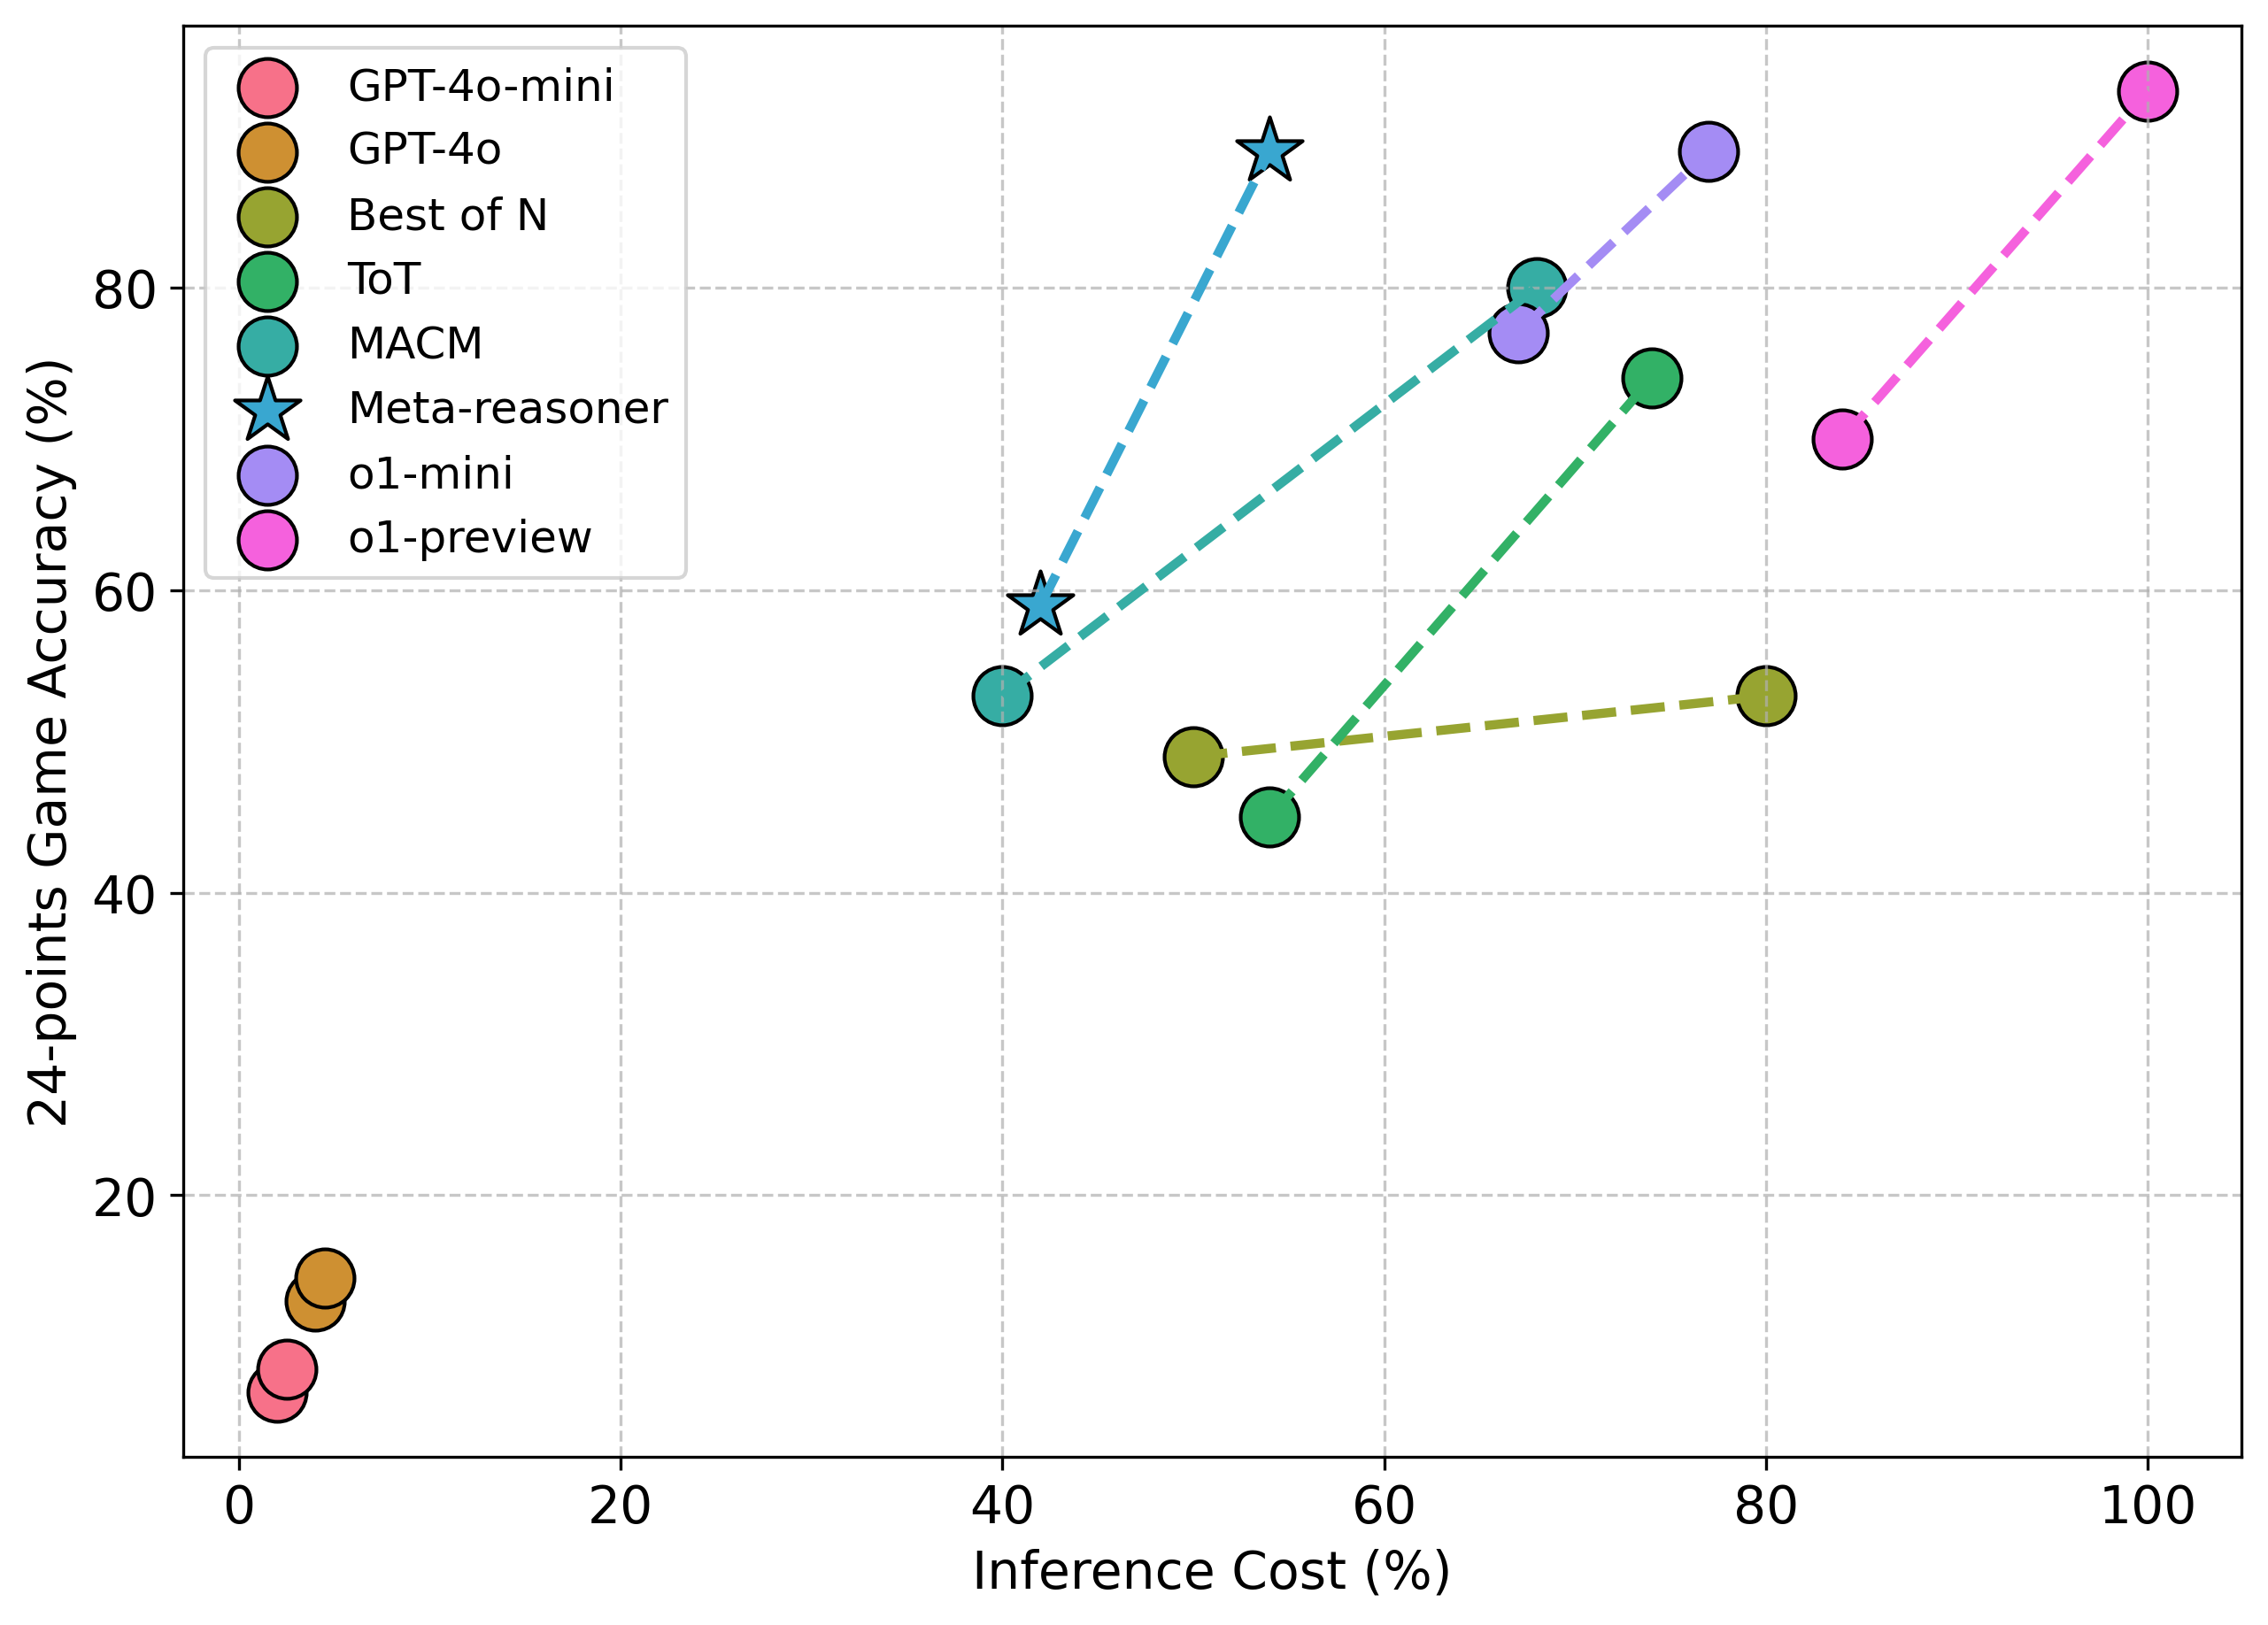 GPT-4o-mini
GPT-4o
Best of N
ToT
MACM
Meta-reasoner
o1-mini
o1-preview
24-points Game Accuracy (%)
80
60
40
20
0
20
40
60
80
100
Inference Cost (%)